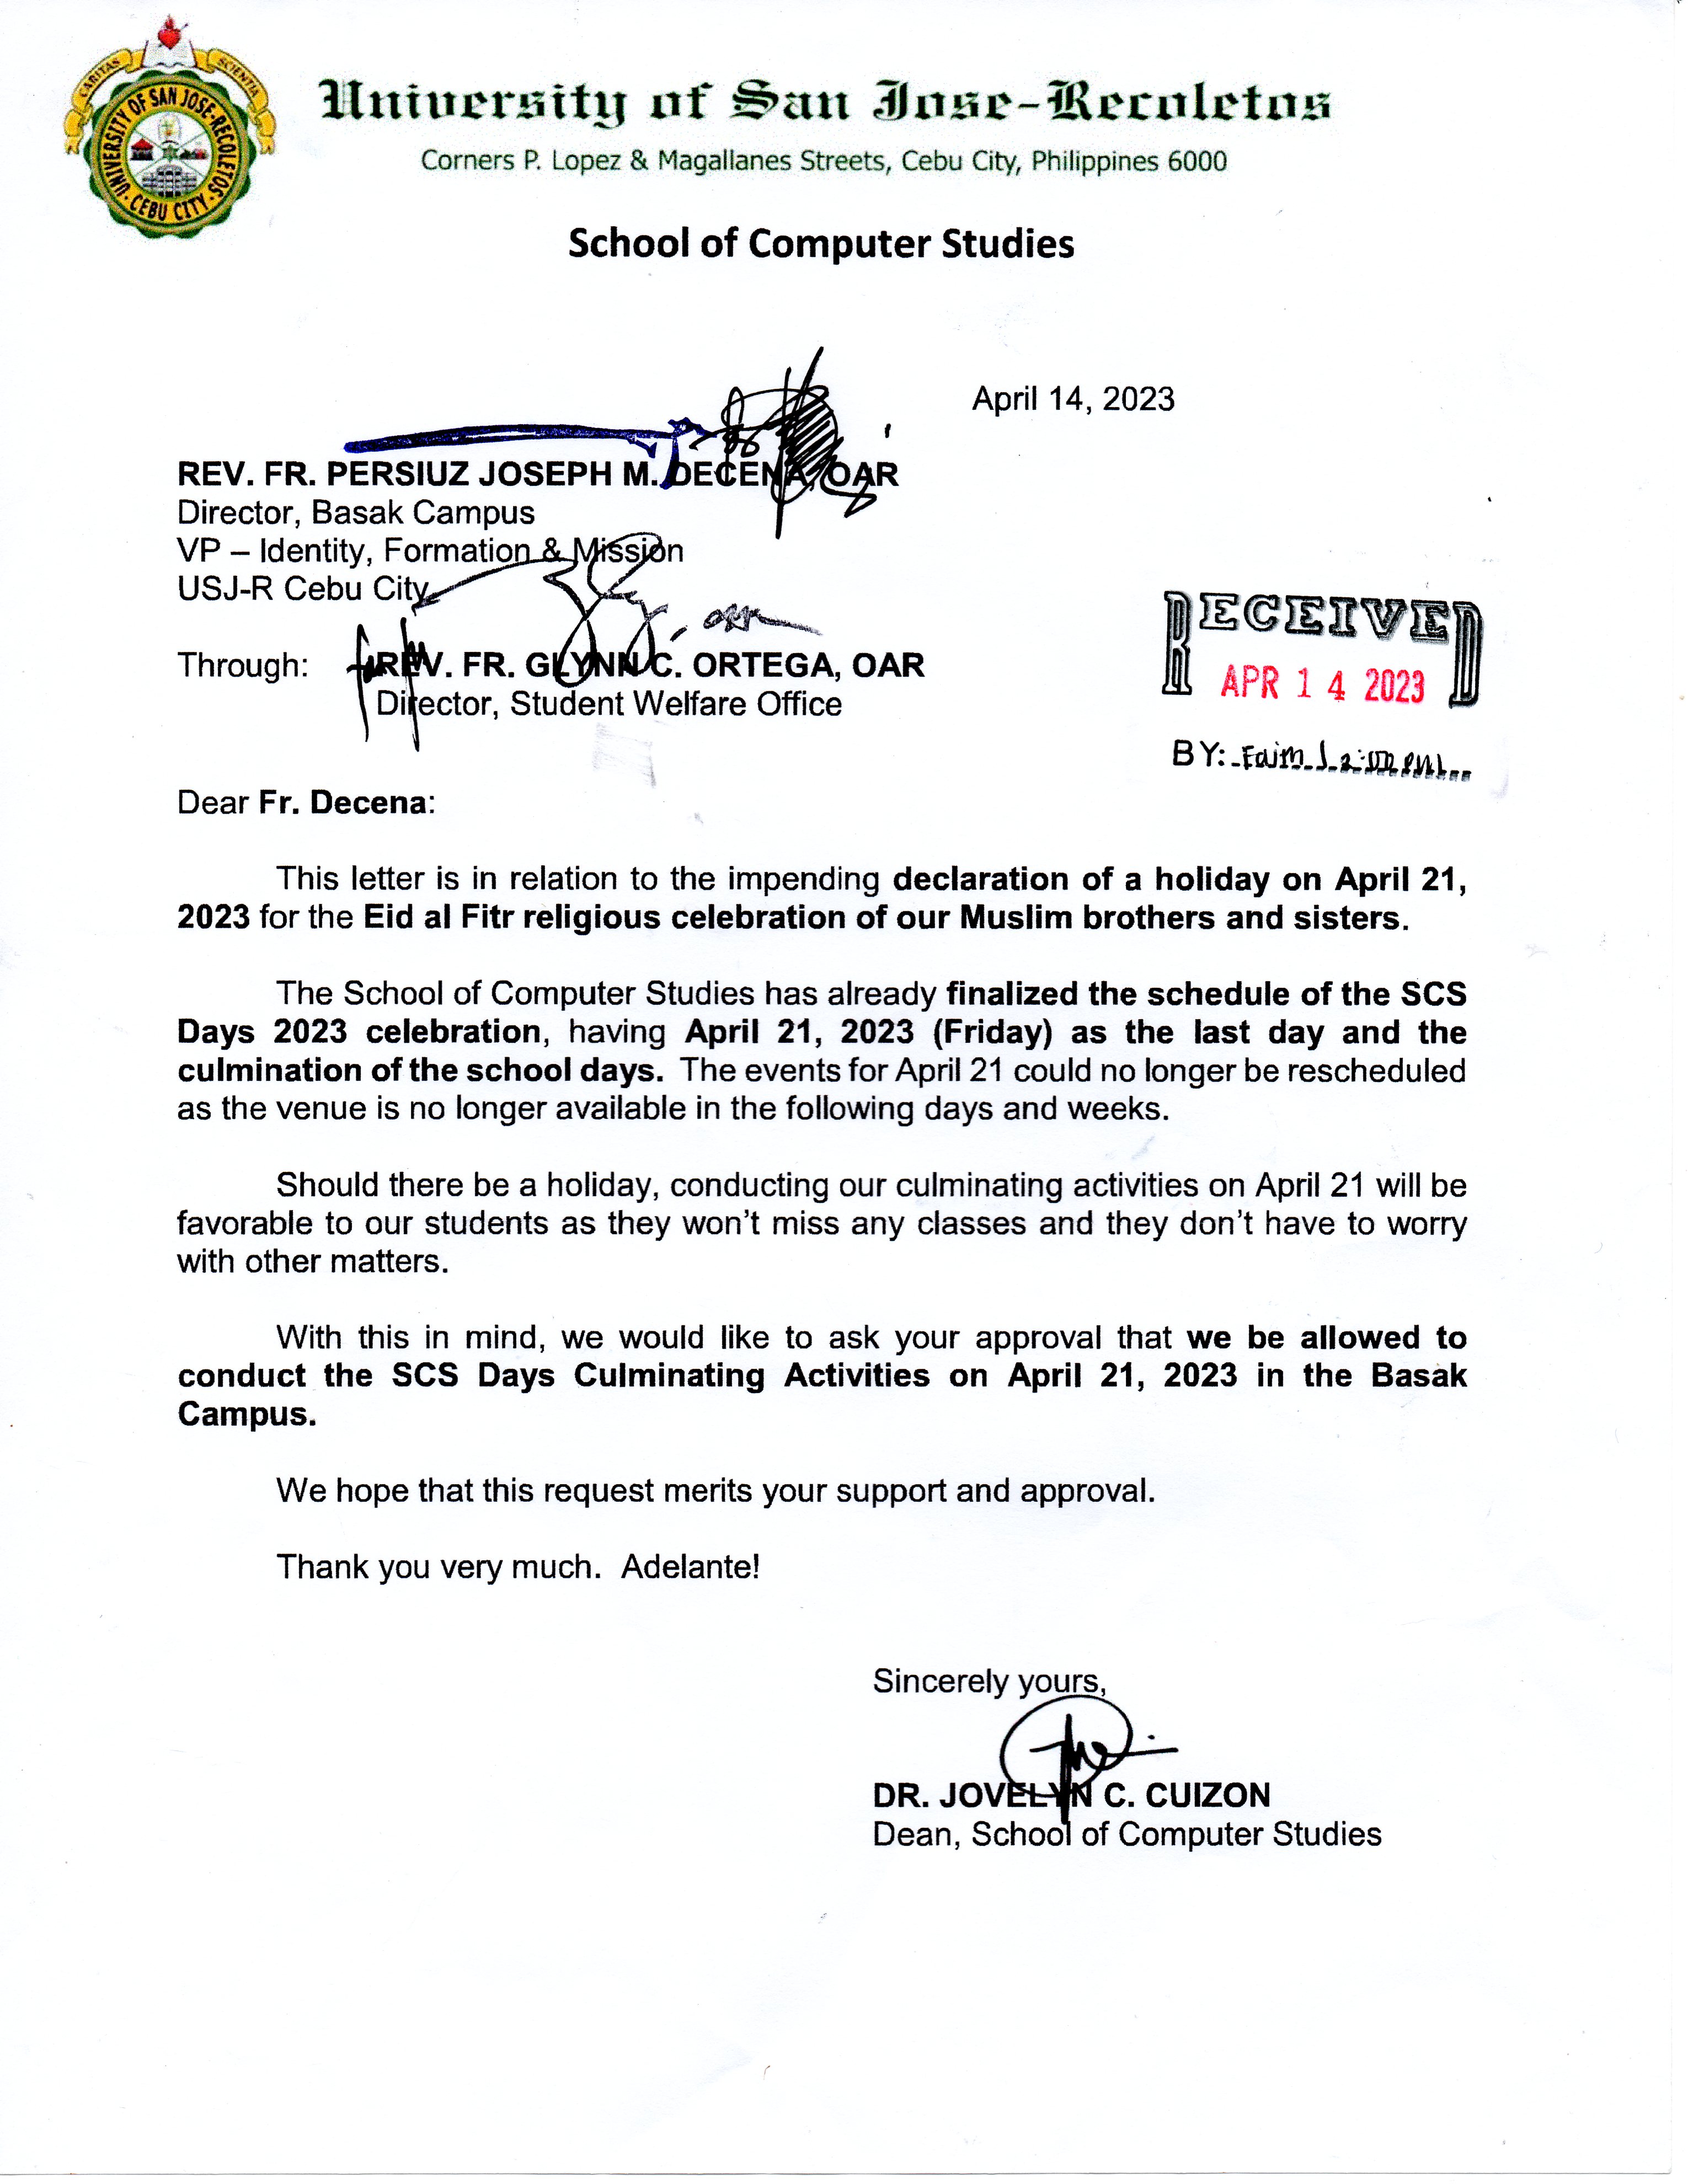 CARITAS SCIENTIA
UNIVERSITY OF SAN JOSE-RECOLETOS
CEBU CITY
University of San Jose-Recoletos
Corners P. Lopez & Magallanes Streets, Cebu City, Philippines 6000
School of Computer Studies
April 14, 2023
REV. FR. PERSIUZ JOSEPH M. DECENA, OAR
Director, Basak Campus
VP – Identity, Formation & Mission
USJ-R Cebu City
RECEIVED
APR 14 2023
BY:
Through: REV. FR. GLYNN C. ORTEGA, OAR
Director, Student Welfare Office
Dear Fr. Decena:
This letter is in relation to the impending declaration of a holiday on April 21,
2023 for the Eid al Fitr religious celebration of our Muslim brothers and sisters.
The School of Computer Studies has already finalized the schedule of the SCS
Days 2023 celebration, having April 21, 2023 (Friday) as the last day and the
culmination of the school days. The events for April 21 could no longer be rescheduled
as the venue is no longer available in the following days and weeks.
Should there be a holiday, conducting our culminating activities on April 21 will be
favorable to our students as they won't miss any classes and they don't have to worry
with other matters.
With this in mind, we would like to ask your approval that we be allowed to
conduct the SCS Days Culminating Activities on April 21, 2023 in the Basak
Campus.
We hope that this request merits your support and approval.
Thank you very much. Adelante!
Sincerely yours,
DR. JOVELYN C. CUIZON
Dean, School of Computer Studies